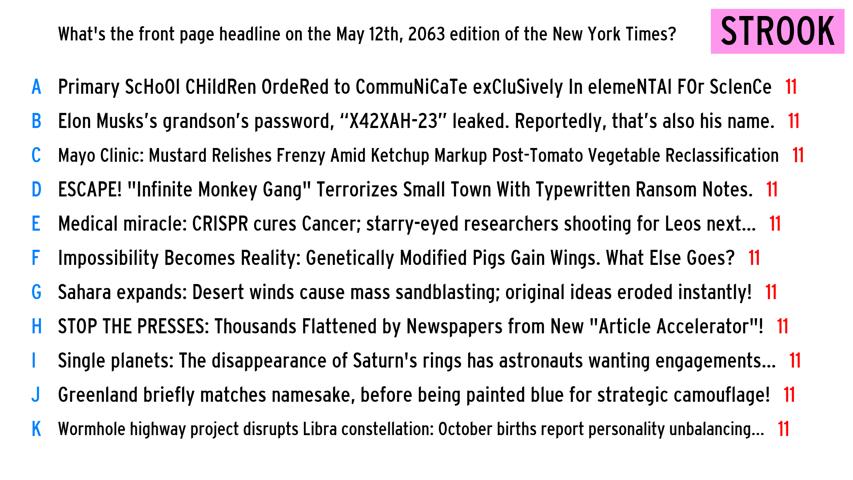 What's the front page headline on the May 12th, 2063 edition of the New York Times?
STROOK
A Primary ScHoOl CHildRen OrdeRed to CommuNiCaTe exCluSively In elemeNTAl FOr ScIenCe 11
B Elon Musks’s grandson’s password, “X42XAH-23” leaked. Reportedly, that’s also his name. 11
C Mayo Clinic: Mustard Relishes Frenzy Amid Ketchup Markup Post-Tomato Vegetable Reclassification 11
D ESCAPE! "Infinite Monkey Gang" Terrorizes Small Town With Typewritten Ransom Notes. 11
E Medical miracle: CRISPR cures Cancer; starry-eyed researchers shooting for Leos next... 11
F Impossibility Becomes Reality: Genetically Modified Pigs Gain Wings. What Else Goes? 11
G Sahara expands: Desert winds cause mass sandblasting; original ideas eroded instantly! 11
H STOP THE PRESSES: Thousands Flattened by Newspapers from New "Article Accelerator"! 11
I Single planets: The disappearance of Saturn's rings has astronauts wanting engagements... 11
J Greenland briefly matches namesake, before being painted blue for strategic camouflage! 11
K Wormhole highway project disrupts Libra constellation: October births report personality unbalancing... 11